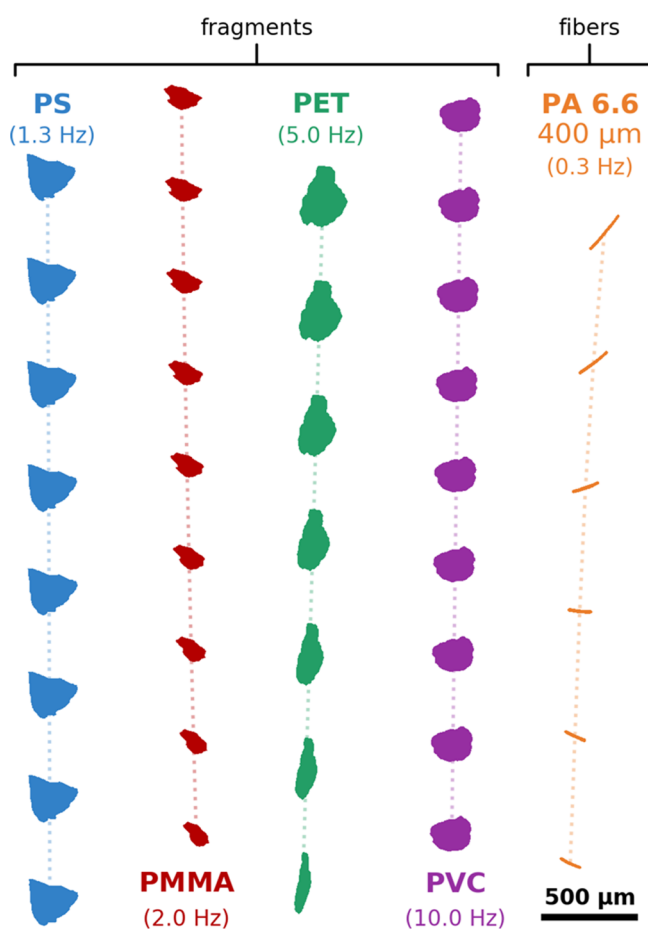 fragments
fibers
PS
(1.3 Hz)
PET
(5.0 Hz)
PA 6.6
400 μm
(0.3 Hz)
PMMA
(2.0 Hz)
PVC
(10.0 Hz)
500 μm